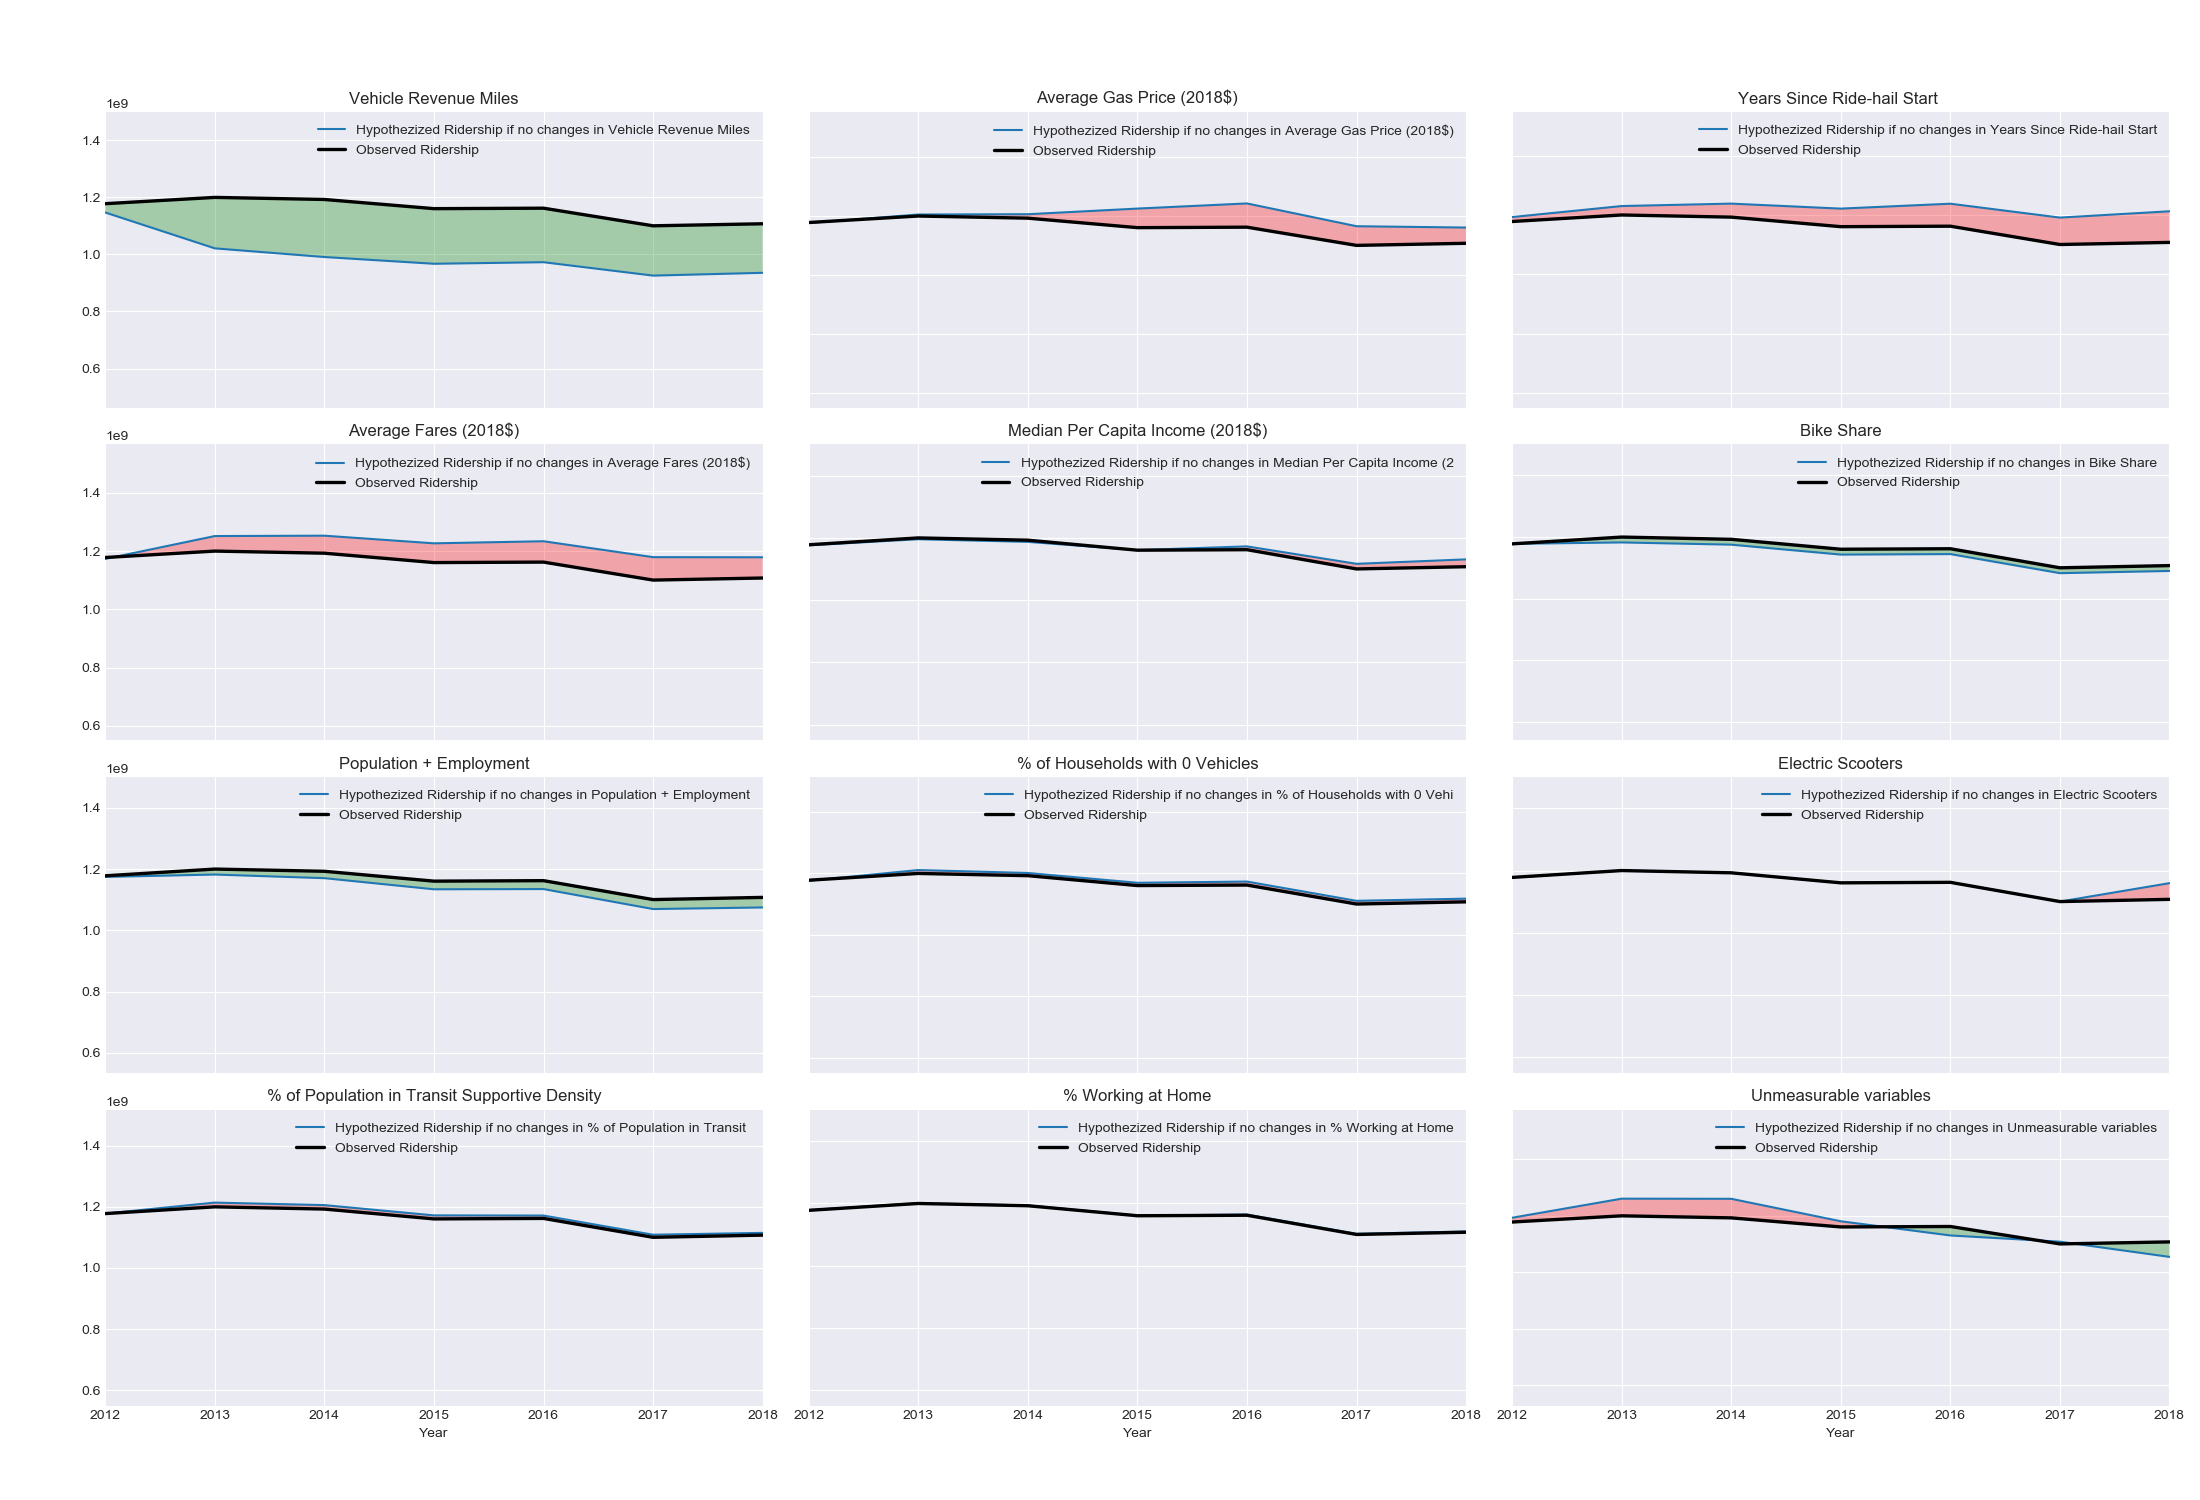 1e9
Vehicle Revenue Miles
Hypothezized Ridership if no changes in Vehicle Revenue Miles
Observed Ridership
1.4
1.2
1.0
0.8
0.6
Average Gas Price (2018$)
Hypothezized Ridership if no changes in Average Gas Price (2018$)
Observed Ridership
Years Since Ride-hail Start
Hypothezized Ridership if no changes in Years Since Ride-hail Start
Observed Ridership
1e9
Average Fares (2018$)
Hypothezized Ridership if no changes in Average Fares (2018$)
Observed Ridership
1.4
1.2
1.0
0.8
0.6
Median Per Capita Income (2018$)
Hypothezized Ridership if no changes in Median Per Capita Income (2
Observed Ridership
Bike Share
Hypothezized Ridership if no changes in Bike Share
Observed Ridership
1e9
Population + Employment
Hypothezized Ridership if no changes in Population + Employment
Observed Ridership
1.4
1.2
1.0
0.8
0.6
% of Households with 0 Vehicles
Hypothezized Ridership if no changes in % of Households with 0 Vehi
Observed Ridership
Electric Scooters
Hypothezized Ridership if no changes in Electric Scooters
Observed Ridership
1e9
% of Population in Transit Supportive Density
Hypothezized Ridership if no changes in % of Population in Transit
Observed Ridership
1.4
1.2
1.0
0.8
0.6
2012 2013 2014 2015 2016 2017 2018
Year
% Working at Home
Hypothezized Ridership if no changes in % Working at Home
Observed Ridership
2012 2013 2014 2015 2016 2017 2018
Year
Unmeasurable variables
Hypothezized Ridership if no changes in Unmeasurable variables
Observed Ridership
2012 2013 2014 2015 2016 2017 2018
Year